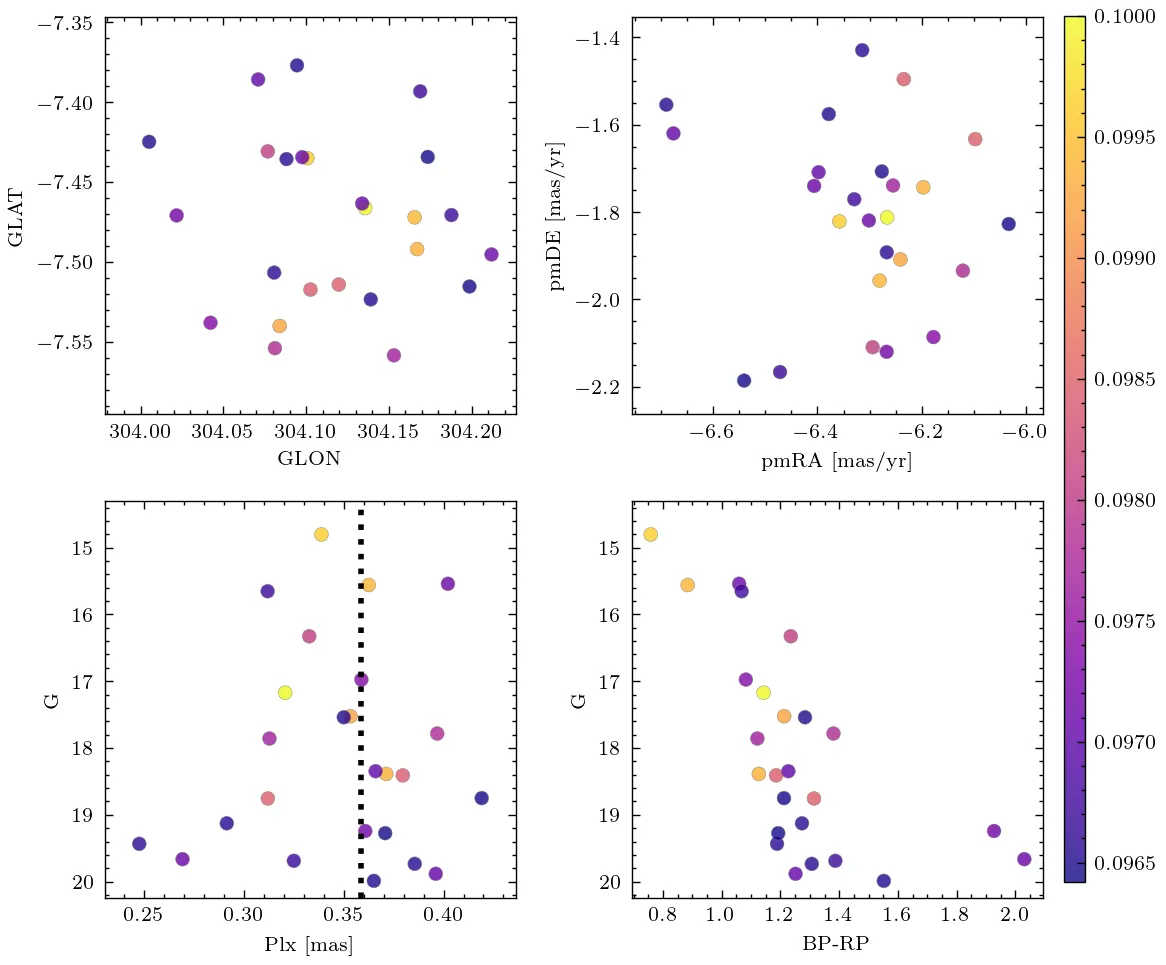 −7.35
−7.40
−7.45
−7.50
−7.55
GLAT
304.00 304.05 304.10 304.15 304.20
GLON
−1.4
−1.6
−1.8
−2.0
−2.2
pmDE [mas/yr]
−6.6 −6.4 −6.2 −6.0
pmRA [mas/yr]
15
16
17
18
19
20
G
0.25 0.30 0.35 0.40
Plx [mas]
15
16
17
18
19
20
G
0.8 1.0 1.2 1.4 1.6 1.8 2.0
BP-RP
0.1000
0.0995
0.0990
0.0985
0.0980
0.0975
0.0970
0.0965